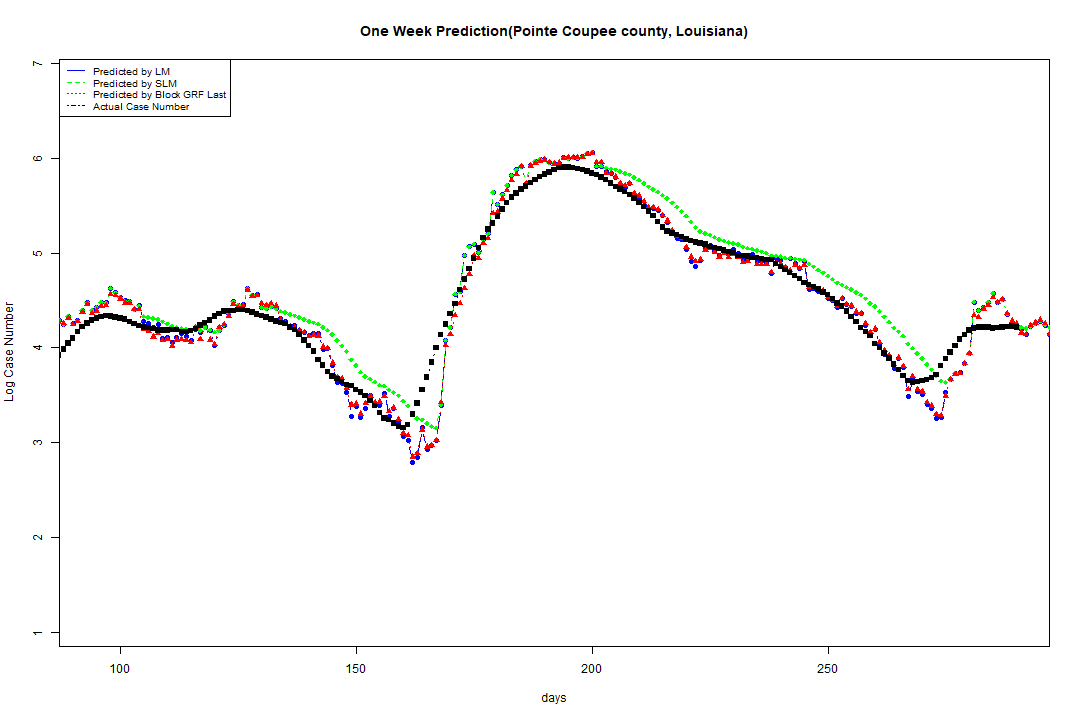 One Week Prediction(Pointe Coupee county, Louisiana)
Predicted by LM
Predicted by SLM
Predicted by Block GRF Last
Actual Case Number
7
6
5
4
3
2
1
Log Case Number
100 150 200 250
days